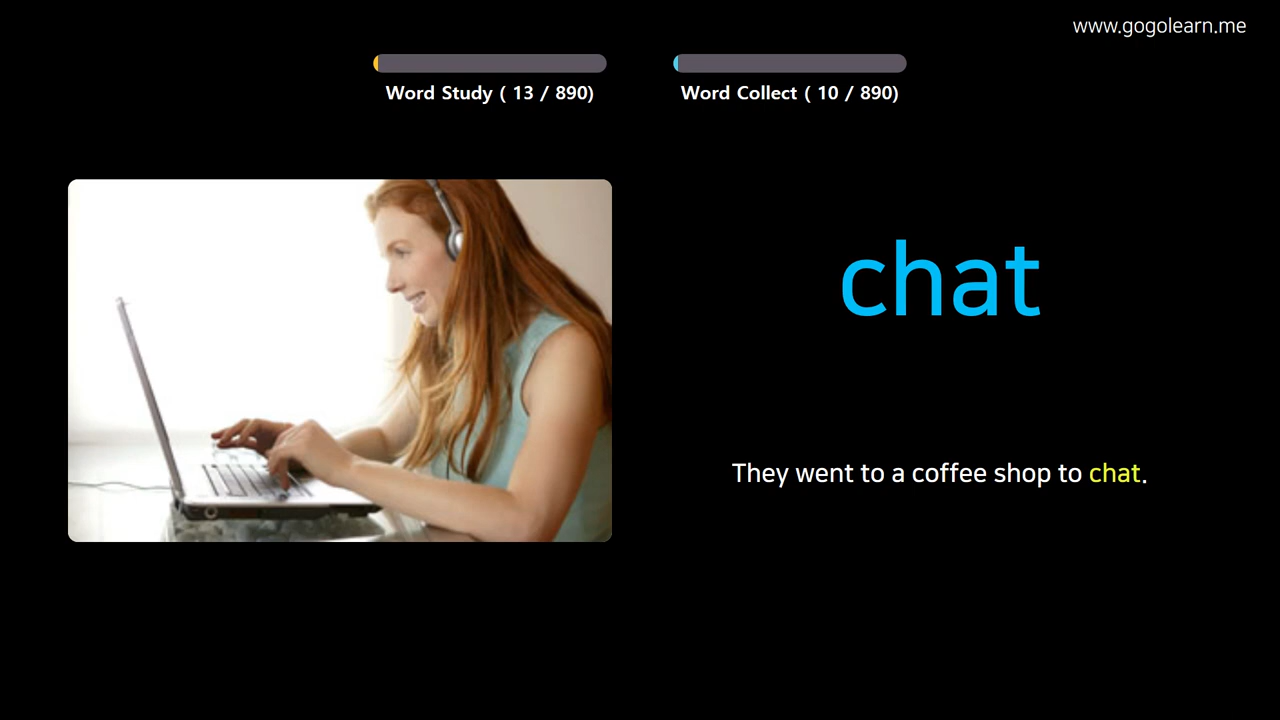 www.gogolearn.me
Word Study ( 13 / 890)
Word Collect ( 10 / 890)
chat
They went to a coffee shop to chat.